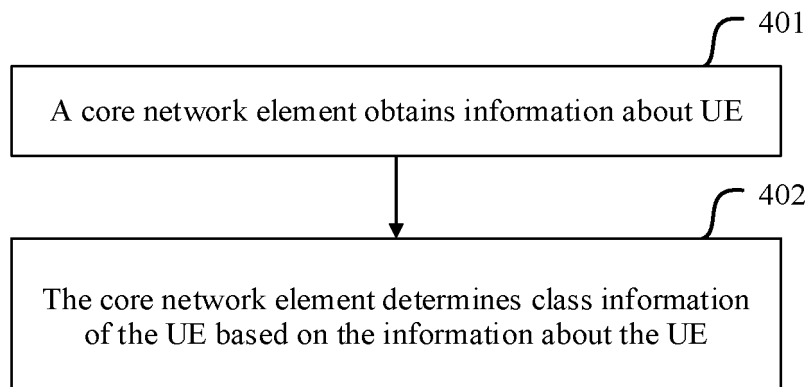 401
A core network element obtains information about UE
402
The core network element determines class information
of the UE based on the information about the UE